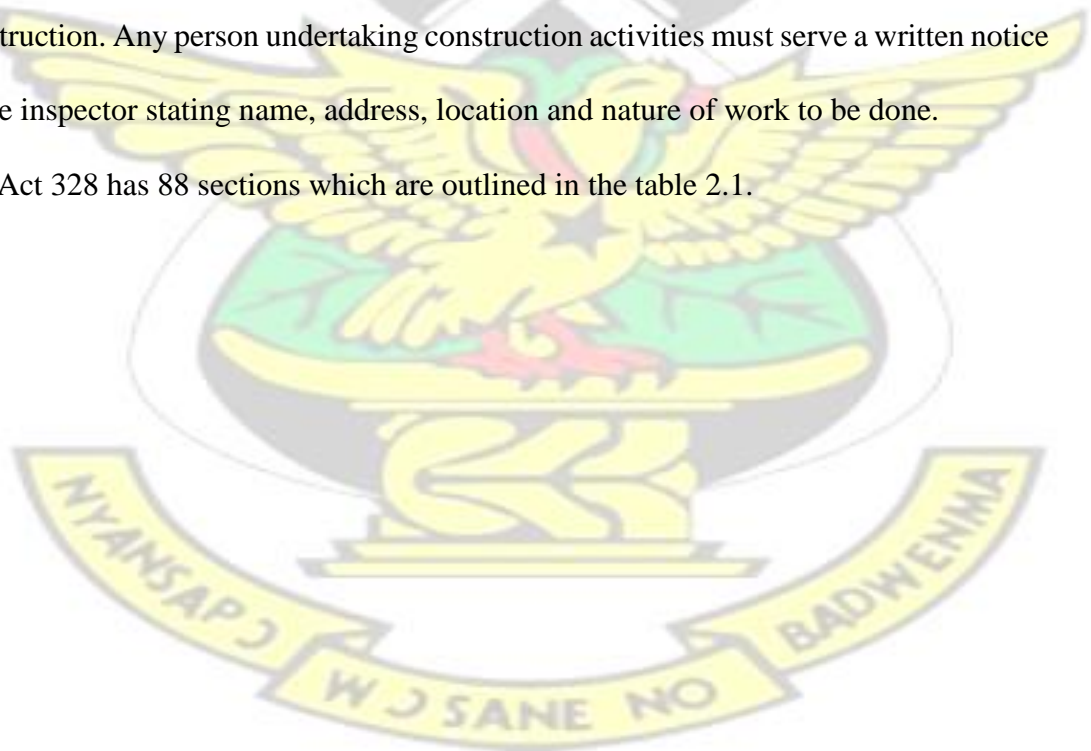 truction. Any person undertaking construction activities must serve a written notice
e inspector stating name, address, location and nature of work to be done.
Act 328 has 88 sections which are outlined in the table 2.1.
NYANSAPƆ
WƆSANE NO
BADWENMA